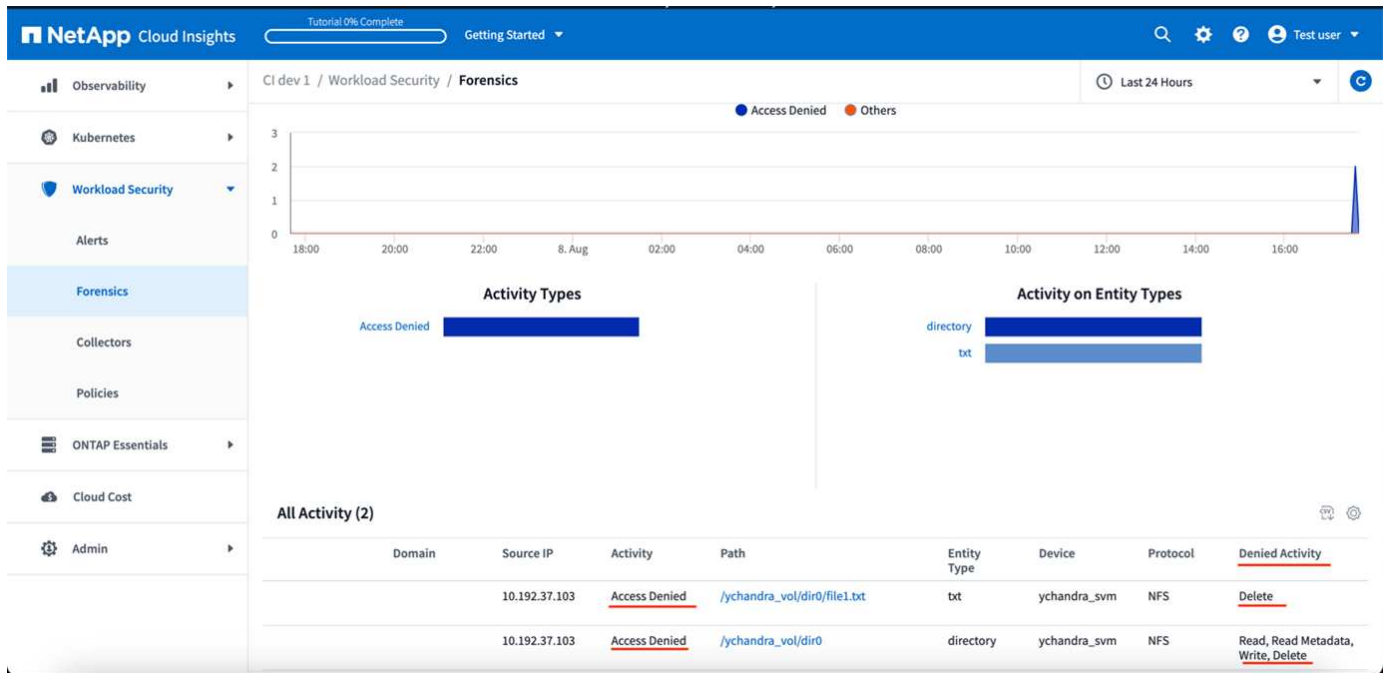 Tutorial 0% Complete
NetApp Cloud Insights
Getting Started
Test user
Observability
Kubernetes
Workload Security
Alerts
Forensics
Collectors
Policies
ONTAP Essentials
Cloud Cost
Admin
CI dev 1 / Workload Security / Forensics
Last 24 Hours
Access Denied Others
3
2
1
0
18:00 20:00 22:00 8. Aug 02:00 04:00 06:00 08:00 10:00 12:00 14:00 16:00
Activity Types
Access Denied
Activity on Entity Types
directory
txt
All Activity (2)
Domain Source IP Activity Path Entity Type Device Protocol Denied Activity
10.192.37.103 Access Denied /ychandra_vol/dir0/file1.txt txt ychandra_svm NFS Delete
10.192.37.103 Access Denied /ychandra_vol/dir0 directory ychandra_svm NFS Read, Read Metadata,
Write, Delete